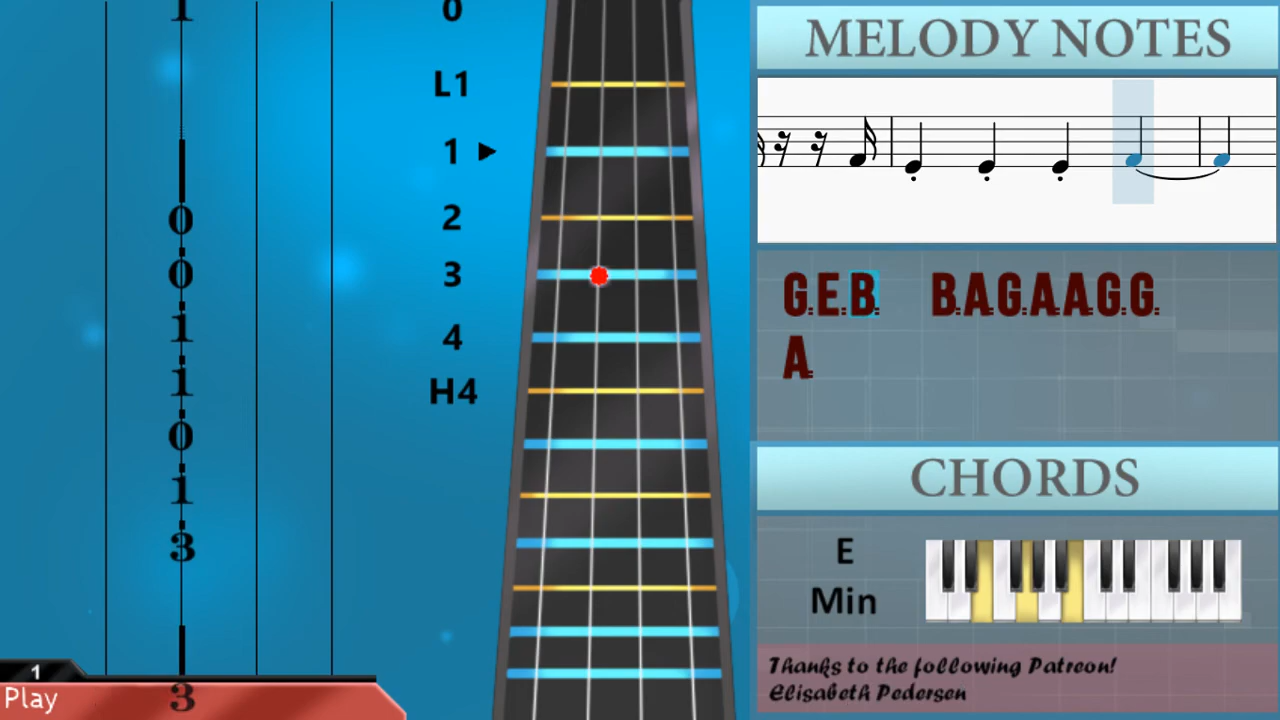 1
0
0
1
1
0
1
3
3
1
Play
0
L1
1
2
3
4
H4
MELODY NOTES
G.E.B. B.A.G.A.A.G.G.
A.
CHORDS
E
Min
Thanks to the following Patreon!
Elisabeth Pedersen